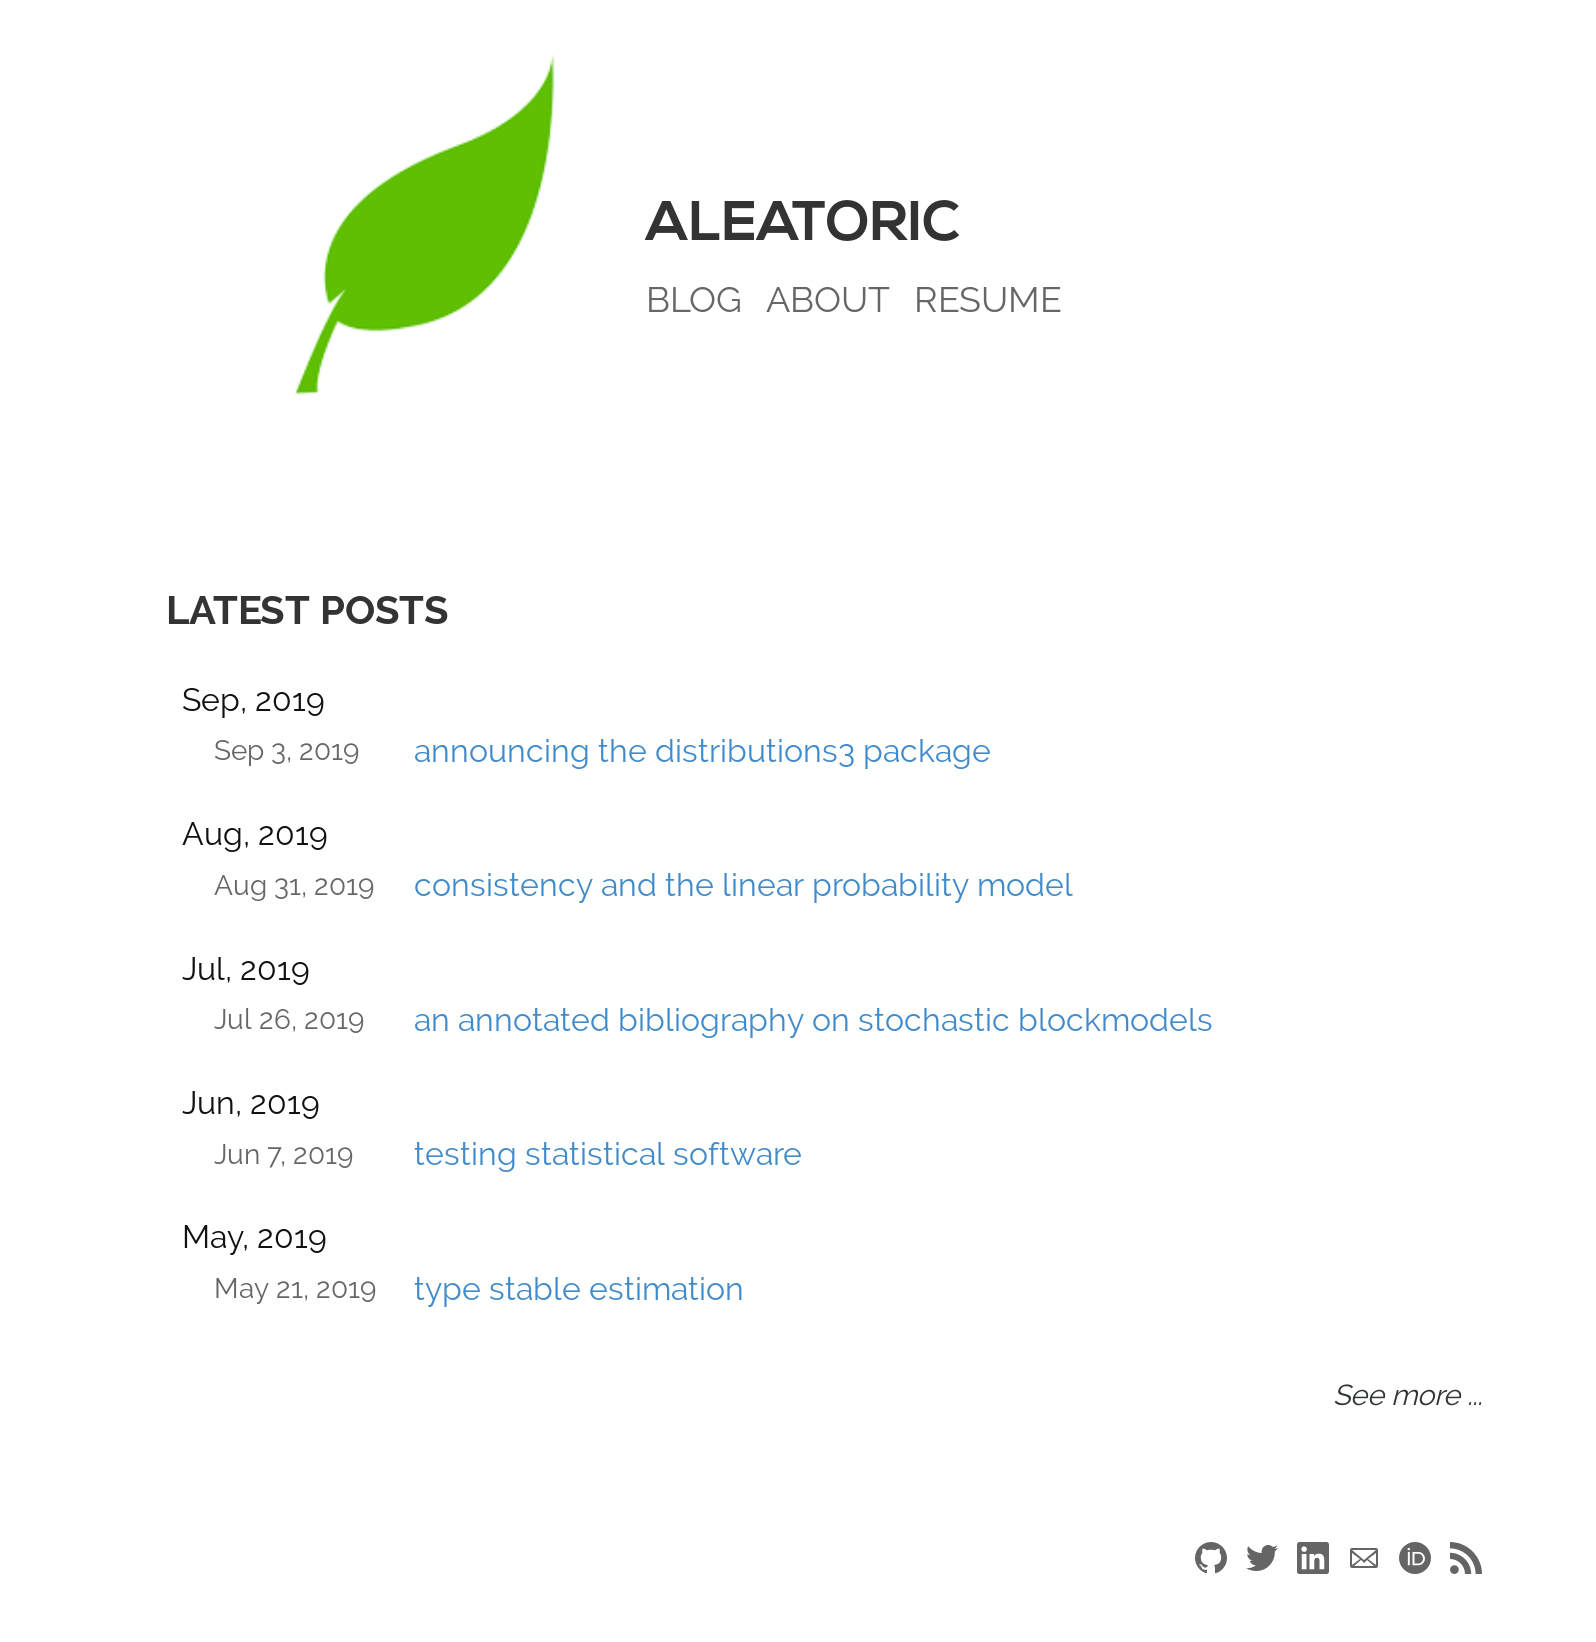 ALEATORIC
BLOG ABOUT RESUME
LATEST POSTS
Sep, 2019
Sep 3, 2019 announcing the distributions3 package
Aug, 2019
Aug 31, 2019 consistency and the linear probability model
Jul, 2019
Jul 26, 2019 an annotated bibliography on stochastic blockmodels
Jun, 2019
Jun 7, 2019 testing statistical software
May, 2019
May 21, 2019 type stable estimation
See more ...
in iD